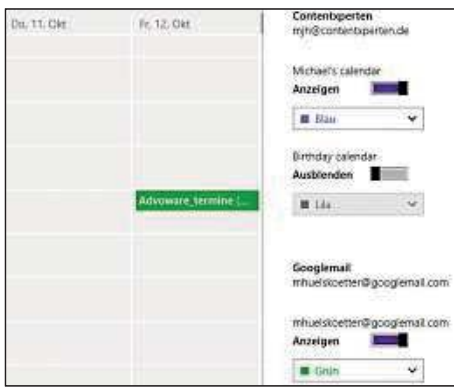 Do, 11. Okt
Fr, 12. Okt
Advoware_termine (...
Contentxperten
mjh@contentxperten.de
Michael's calendar
Anzeigen
Blau
Birthday calendar
Ausblenden
Lila
Googlemail
mhuelskoetter@googlemail.com
mhuelskoetter@googlemail.com
Anzeigen
Grün